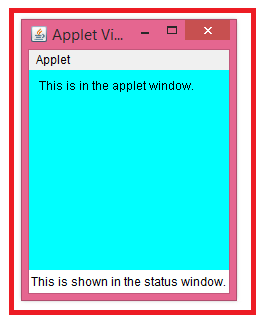 Applet Vi...
Applet
This is in the applet window.
This is shown in the status window.